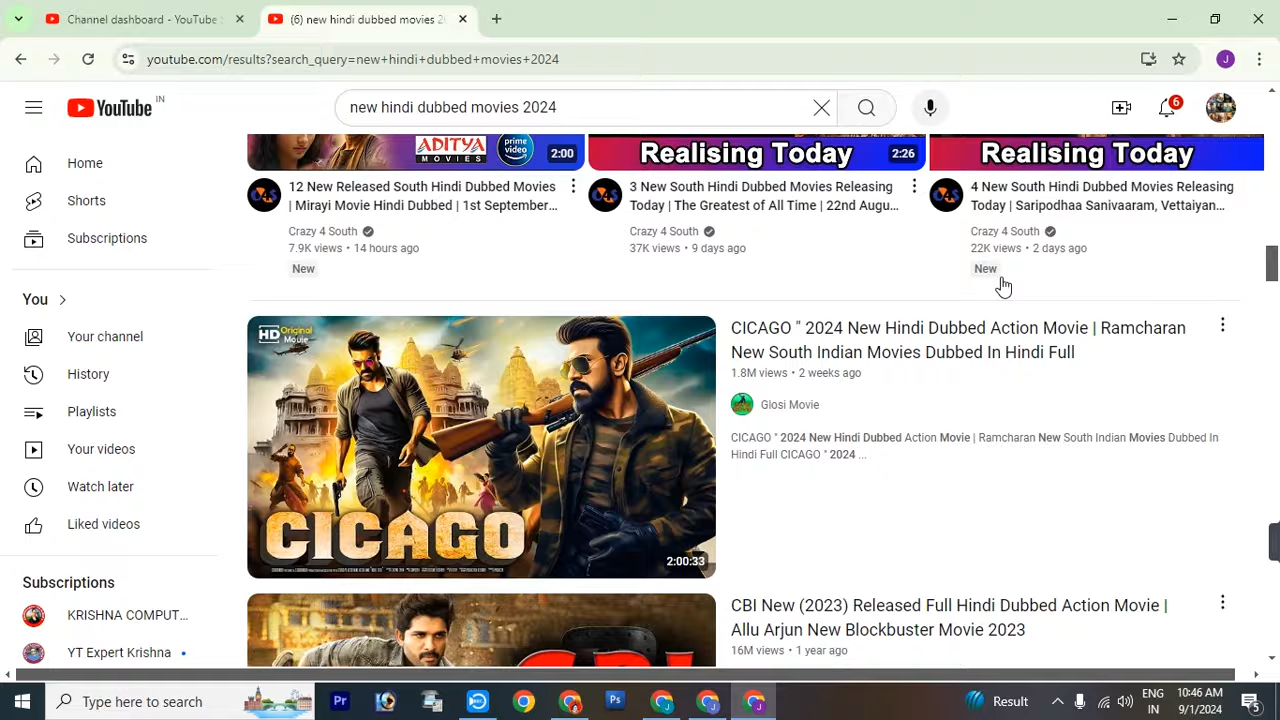 Channel dashboard - YouTube
(6) new hindi dubbed movies 2
youtube.com/results?search_query=new+hindi+dubbed+movies+2024
J
YouTube IN
new hindi dubbed movies 2024
6
Home
Shorts
Subscriptions
You
Your channel
History
Playlists
Your videos
Watch later
Liked videos
Subscriptions
KRISHNA COMPUT...
YT Expert Krishna
ADITYA
MOVIES
prime
video
2:00
12 New Released South Hindi Dubbed Movies
| Mirayi Movie Hindi Dubbed | 1st September...
Crazy 4 South
7.9K views • 14 hours ago
New
Realising Today
2:26
3 New South Hindi Dubbed Movies Releasing
Today | The Greatest of All Time | 22nd Augu...
Crazy 4 South
37K views • 9 days ago
Realising Today
4 New South Hindi Dubbed Movies Releasing
Today | Saripodhaa Sanivaaram, Vettaiyan...
Crazy 4 South
22K views • 2 days ago
New
HD Original
Movie
CICAGO
2:00:33
CICAGO " 2024 New Hindi Dubbed Action Movie | Ramcharan
New South Indian Movies Dubbed In Hindi Full
1.8M views • 2 weeks ago
Glosi Movie
CICAGO " 2024 New Hindi Dubbed Action Movie | Ramcharan New South Indian Movies Dubbed In
Hindi Full CICAGO " 2024 ...
CBI New (2023) Released Full Hindi Dubbed Action Movie |
Allu Arjun New Blockbuster Movie 2023
16M views • 1 year ago
Type here to search
Pr
Ps
Result
ENG
IN
10:46 AM
9/1/2024
5